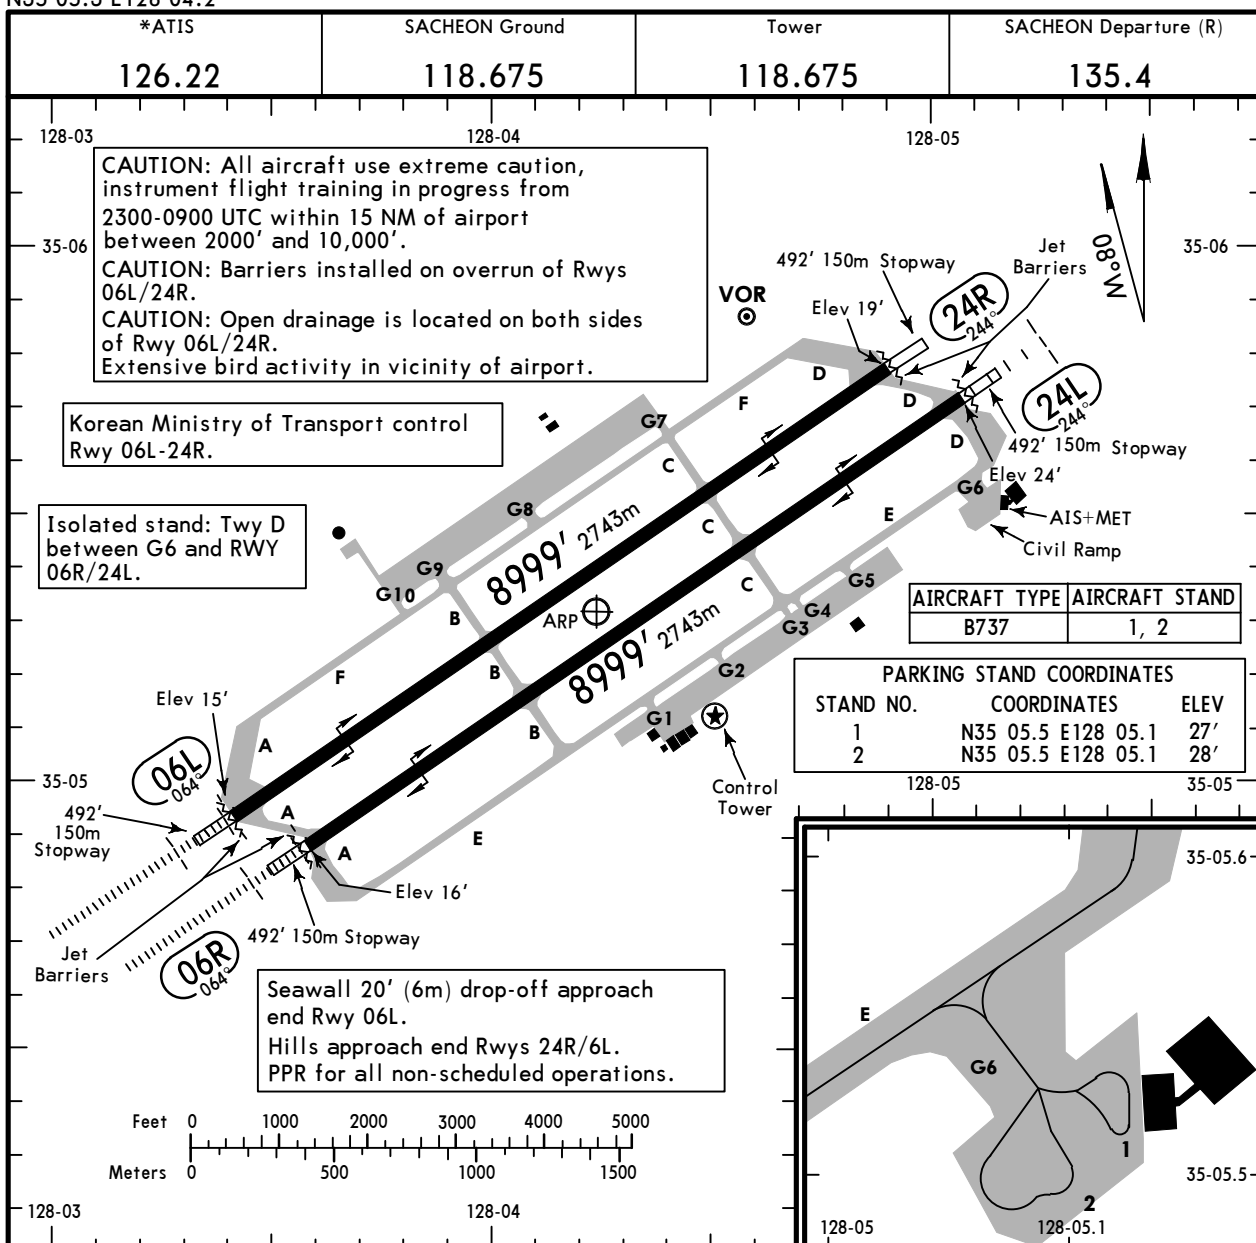 N35 05.5 E128 04.2
*ATIS
126.22
SACHEON Ground
118.675
Tower
118.675
SACHEON Departure (R)
135.4
128-03
128-04
128-05
CAUTION: All aircraft use extreme caution,
instrument flight training in progress from
2300-0900 UTC within 15 NM of airport
between 2000' and 10,000'.
CAUTION: Barriers installed on overrun of Rwys
06L/24R.
CAUTION: Open drainage is located on both sides
of Rwy 06L/24R.
Extensive bird activity in vicinity of airport.
35-06
35-06
08°W
Jet
Barriers
492' 150m Stopway
VOR
Elev 19'
24R
244°
24L
244°
492' 150m Stopway
Elev 24'
Korean Ministry of Transport control
Rwy 06L-24R.
Isolated stand: Twy D
between G6 and RWY
06R/24L.
D
D
D
F
G7
C
G8
C
G6
E
AIS+MET
Civil Ramp
G9
G10
8999' 2743m
C
G5
G4
G3
ARP
B
B
B
8999' 2743m
G2
G1
F
Control
Tower
AIRCRAFT TYPE
AIRCRAFT STAND
B737
1, 2
PARKING STAND COORDINATES
STAND NO. COORDINATES ELEV
1 N35 05.5 E128 05.1 27'
2 N35 05.5 E128 05.1 28'
128-05
35-05
35-05
Elev 15'
A
06L
064°
492'
150m
Stopway
A
A
E
Elev 16'
492' 150m Stopway
06R
064°
Jet
Barriers
Seawall 20' (6m) drop-off approach
end Rwy 06L.
Hills approach end Rwys 24R/6L.
PPR for all non-scheduled operations.
Feet 0 1000 2000 3000 4000 5000
Meters 0 500 1000 1500
128-03
128-04
35-05.6
E
G6
1
2
35-05.5
128-05
128-05.1